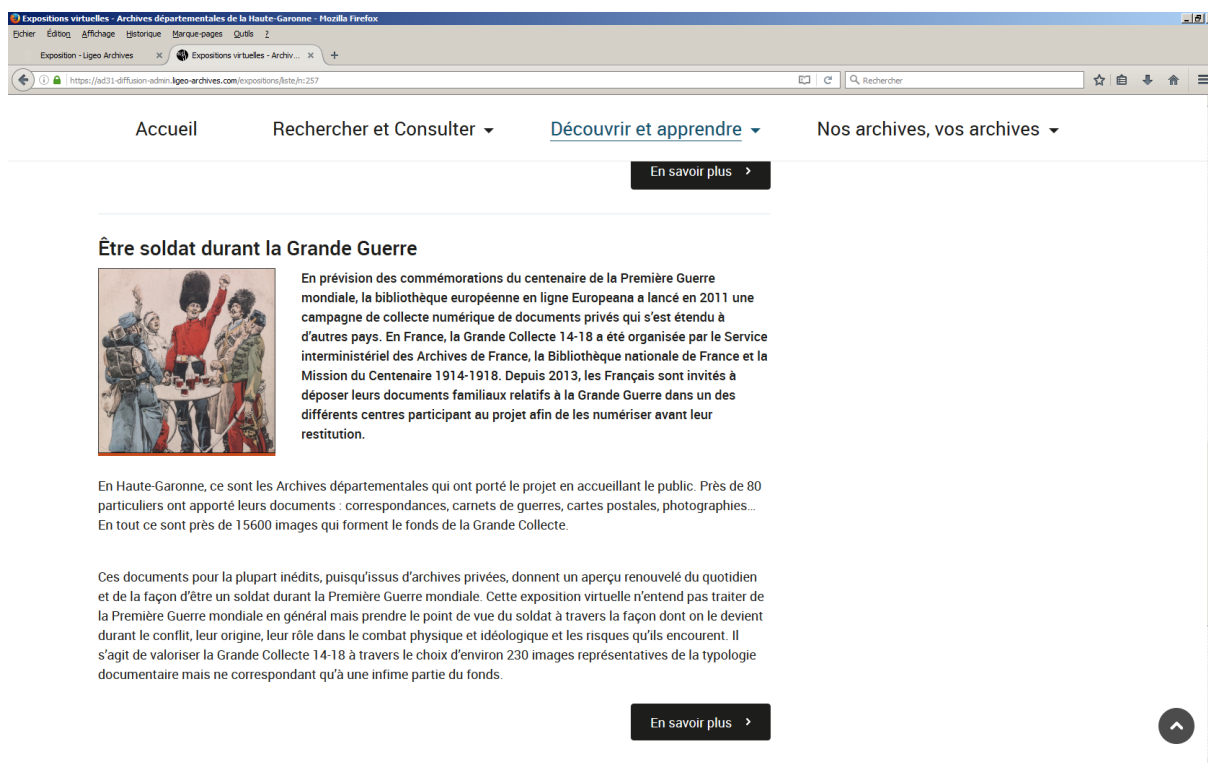 Expositions virtuelles - Archives départementales de la Haute-Garonne - Mozilla Firefox
Fichier Édition Affichage Historique Marque-pages Outils ?
Exposition - Ligeo Archives × Expositions virtuelles - Archiv... × +
https://ad31-diffusion-admin.ligeo-archives.com/expositions/liste/n:257 Rechercher
Accueil Rechercher et Consulter Découvrir et apprendre Nos archives, vos archives
En savoir plus
Être soldat durant la Grande Guerre
En prévision des commémorations du centenaire de la Première Guerre
mondiale, la bibliothèque européenne en ligne Europeana a lancé en 2011 une
campagne de collecte numérique de documents privés qui s'est étendu à
d'autres pays. En France, la Grande Collecte 14-18 a été organisée par le Service
interministériel des Archives de France, la Bibliothèque nationale de France et la
Mission du Centenaire 1914-1918. Depuis 2013, les Français sont invités à
déposer leurs documents familiaux relatifs à la Grande Guerre dans un des
différents centres participant au projet afin de les numériser avant leur
restitution.
En Haute-Garonne, ce sont les Archives départementales qui ont porté le projet en accueillant le public. Près de 80
particuliers ont apporté leurs documents : correspondances, carnets de guerres, cartes postales, photographies…
En tout ce sont près de 15600 images qui forment le fonds de la Grande Collecte.
Ces documents pour la plupart inédits, puisqu'issus d'archives privées, donnent un aperçu renouvelé du quotidien
et de la façon d'être un soldat durant la Première Guerre mondiale. Cette exposition virtuelle n'entend pas traiter de
la Première Guerre mondiale en général mais prendre le point de vue du soldat à travers la façon dont on le devient
durant le conflit, leur origine, leur rôle dans le combat physique et idéologique et les risques qu'ils encourent. Il
s'agit de valoriser la Grande Collecte 14-18 à travers le choix d'environ 230 images représentatives de la typologie
documentaire mais ne correspondant qu'à une infime partie du fonds.
En savoir plus